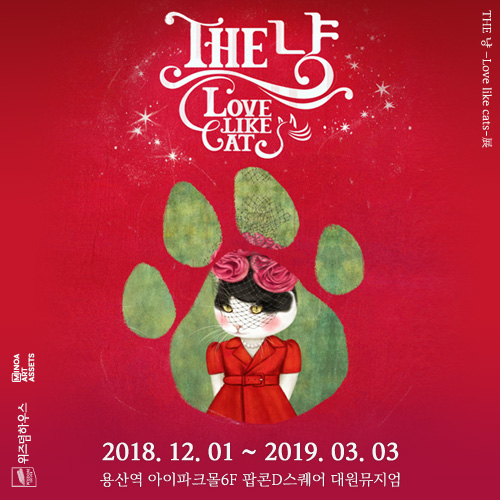 THE 냥
LOVE
LIKE
CATS
THE 냥 -Love like cats- 展
MINOA
ART
ASSETS
위즈덤하우스
2018. 12. 01 ~ 2019. 03. 03
용산역 아이파크몰6F 팝콘D스퀘어 대원뮤지엄